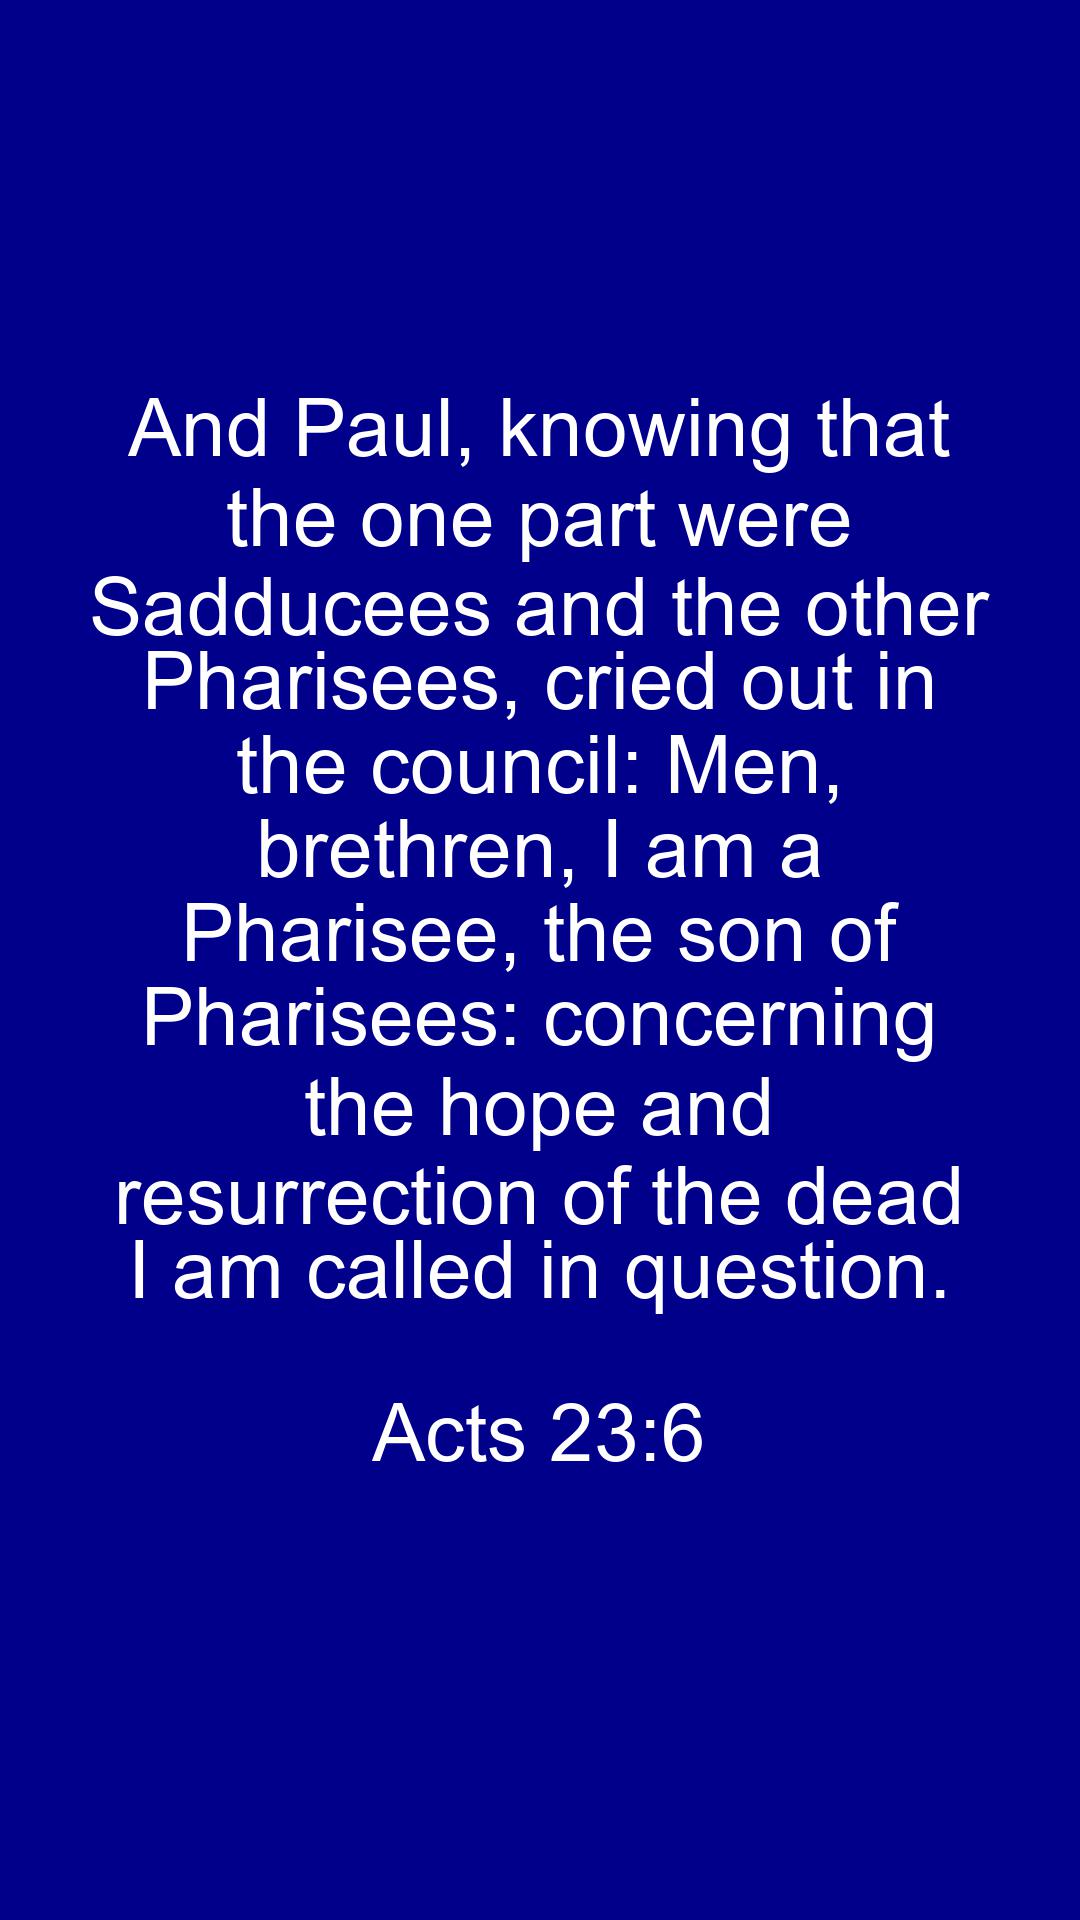 And Paul, knowing that
the one part were
Sadducees and the other
Pharisees, cried out in
the council: Men,
brethren, I am a
Pharisee, the son of
Pharisees: concerning
the hope and
resurrection of the dead
I am called in question.
Acts 23:6